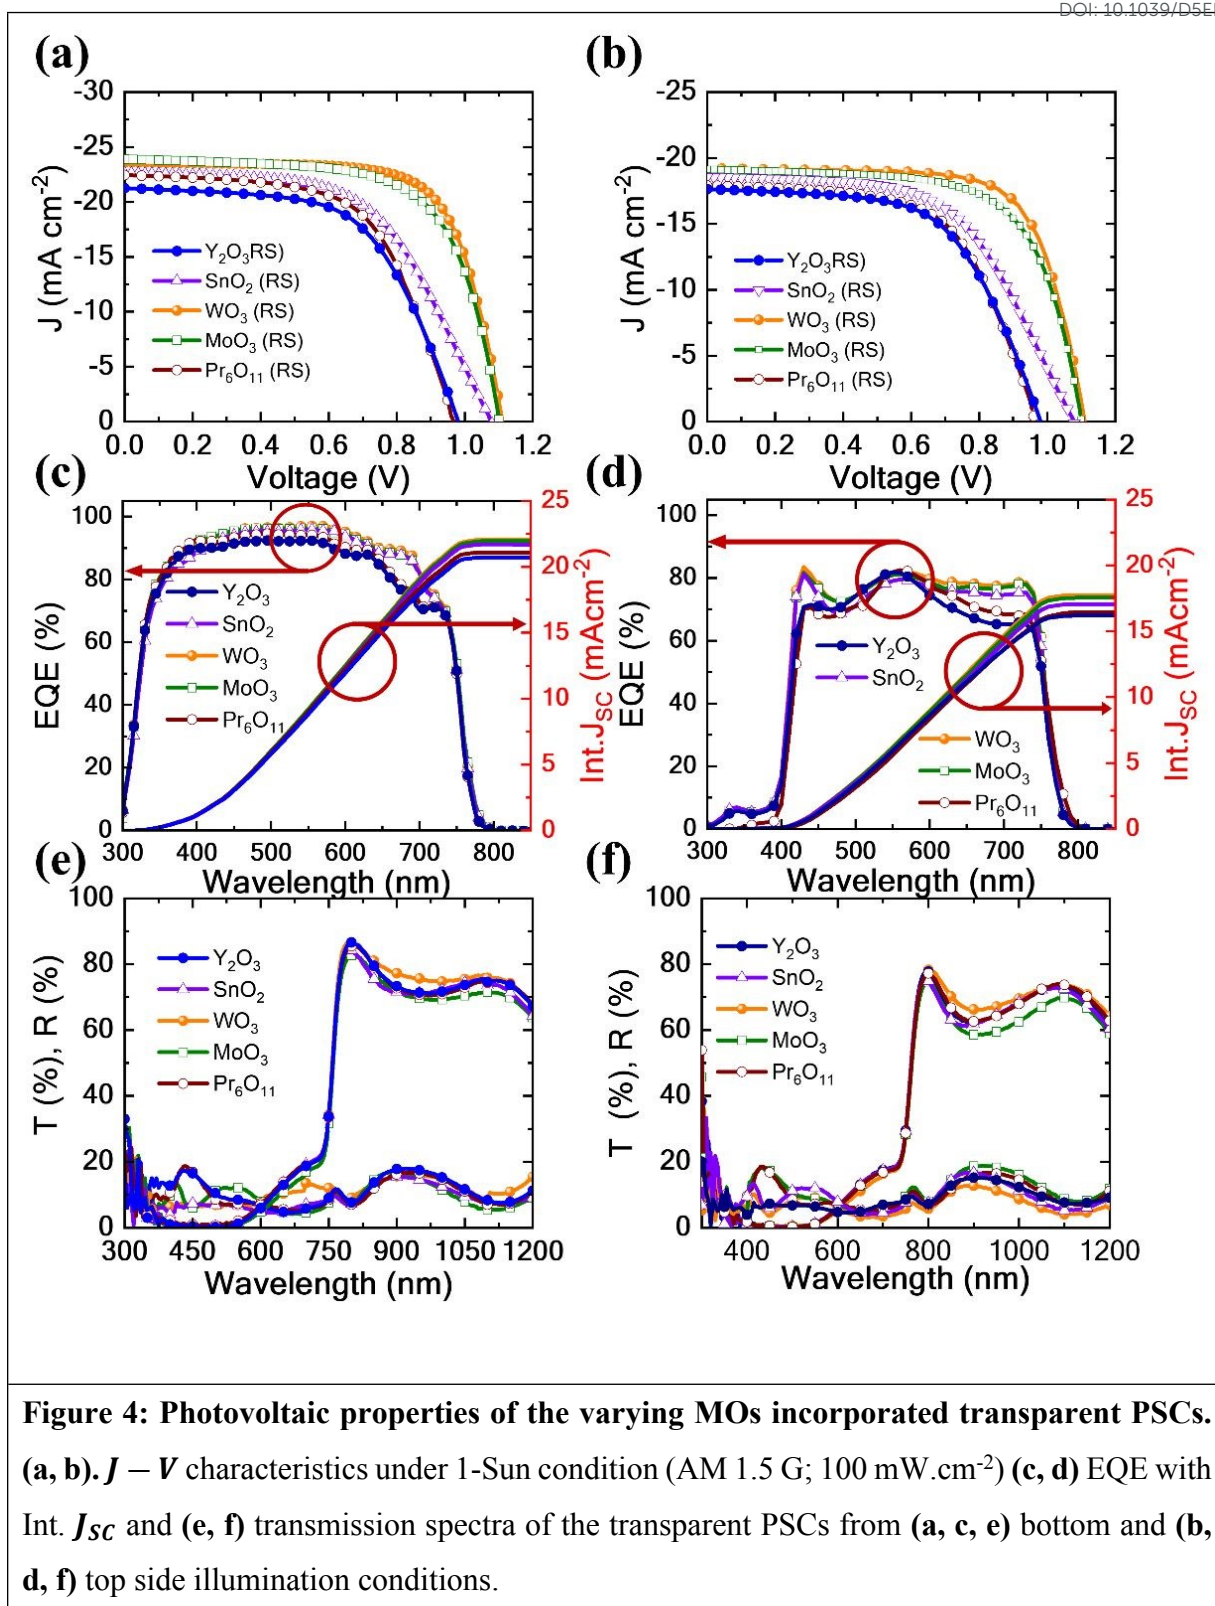 DOI: 10.1039/D5E
(a)
J (mA cm-2)
-30
-25
-20
-15
-10
-5
0
Y2O3RS)
SnO2 (RS)
WO3 (RS)
MoO3 (RS)
Pr6O11 (RS)
0.0 0.2 0.4 0.6 0.8 1.0 1.2
Voltage (V)
(b)
J (mA cm-2)
-25
-20
-15
-10
-5
0
Y2O3RS)
SnO2 (RS)
WO3 (RS)
MoO3 (RS)
Pr6O11 (RS)
0.0 0.2 0.4 0.6 0.8 1.0 1.2
Voltage (V)
(c)
EQE (%)
100
80
60
40
20
0
Y2O3
SnO2
WO3
MoO3
Pr6O11
25
20
15
10
5
0
Int.JSC (mAcm-2)
300 400 500 600 700 800
Wavelength (nm)
(d)
EQE (%)
100
80
60
40
20
0
Y2O3
SnO2
WO3
MoO3
Pr6O11
25
20
15
10
5
0
Int.JSC (mAcm-2)
300 400 500 600 700 800
Wavelength (nm)
(e)
T (%), R (%)
100
80
60
40
20
0
Y2O3
SnO2
WO3
MoO3
Pr6O11
300 450 600 750 900 1050 1200
Wavelength (nm)
(f)
T (%), R (%)
100
80
60
40
20
0
Y2O3
SnO2
WO3
MoO3
Pr6O11
400 600 800 1000 1200
Wavelength (nm)
Figure 4: Photovoltaic properties of the varying MOs incorporated transparent PSCs.
(a, b). J − V characteristics under 1-Sun condition (AM 1.5 G; 100 mW.cm-2) (c, d) EQE with
Int. JSC and (e, f) transmission spectra of the transparent PSCs from (a, c, e) bottom and (b,
d, f) top side illumination conditions.